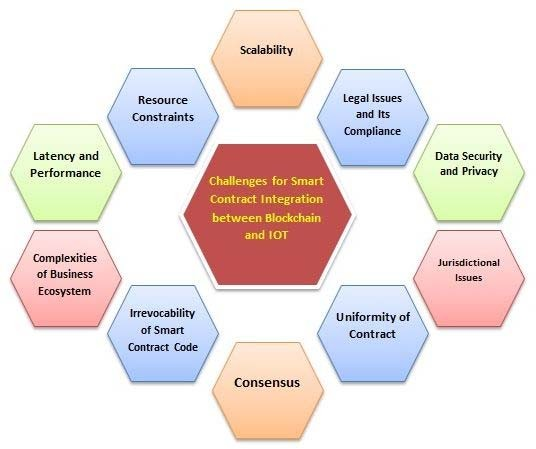 Scalability
Resource
Constraints
Legal Issues
and Its
Compliance
Latency and
Performance
Challenges for Smart
Contract Integration
between Blockchain
and IOT
Data Security
and Privacy
Complexities
of Business
Ecosystem
Jurisdictional
Issues
Irrevocability
of Smart
Contract Code
Uniformity of
Contract
Consensus